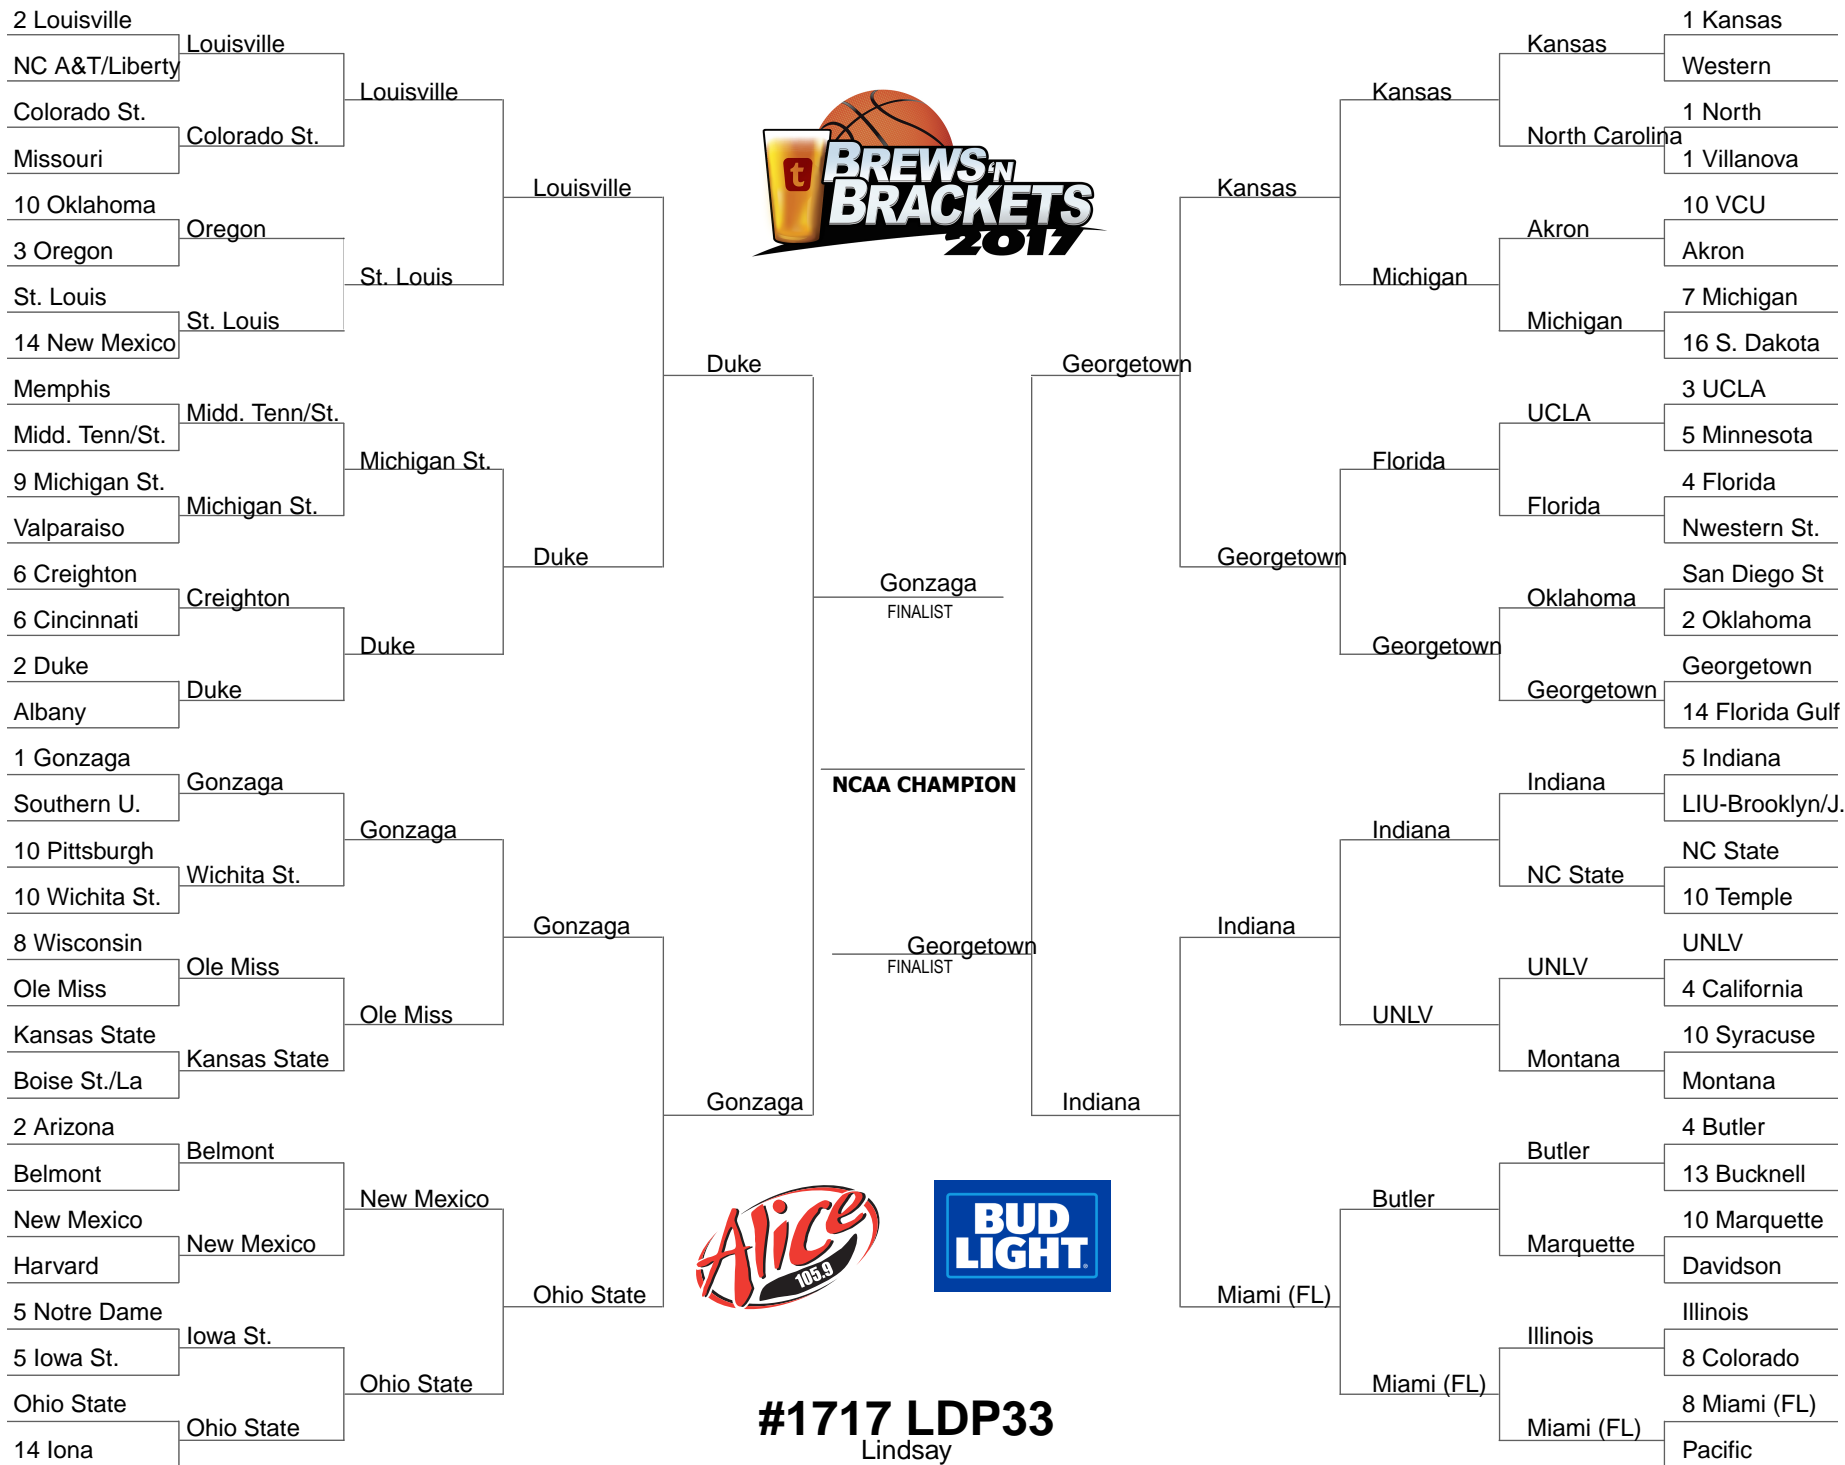 2 Louisville
NC A&T/Liberty
Colorado St.
Missouri
10 Oklahoma
3 Oregon
St. Louis
14 New Mexico
Memphis
Midd. Tenn/St.
9 Michigan St.
Valparaiso
6 Creighton
6 Cincinnati
2 Duke
Albany
1 Gonzaga
Southern U.
10 Pittsburgh
10 Wichita St.
8 Wisconsin
Ole Miss
Kansas State
Boise St./La
2 Arizona
Belmont
New Mexico
Harvard
5 Notre Dame
5 Iowa St.
Ohio State
14 Iona
Louisville
Colorado St.
Oregon
St. Louis
Midd. Tenn/St.
Michigan St.
Creighton
Duke
Gonzaga
Wichita St.
Ole Miss
Kansas State
Belmont
New Mexico
Iowa St.
Ohio State
Louisville
St. Louis
Michigan St.
Duke
Gonzaga
Ole Miss
New Mexico
Ohio State
Louisville
Duke
Gonzaga
Ohio State
Duke
Gonzaga
t
BREWS 'N
BRACKETS
2017
Gonzaga
FINALIST
NCAA CHAMPION
Georgetown
FINALIST
Alice
105.9
BUD
LIGHT®
#1717 LDP33
Lindsay
Georgetown
Indiana
Kansas
Georgetown
Indiana
Miami (FL)
Kansas
Michigan
Florida
Georgetown
Indiana
UNLV
Butler
Miami (FL)
Kansas
North Carolina
Akron
Michigan
UCLA
Florida
Oklahoma
Georgetown
Indiana
NC State
UNLV
Montana
Butler
Marquette
Illinois
Miami (FL)
1 Kansas
Western
1 North
1 Villanova
10 VCU
Akron
7 Michigan
16 S. Dakota
3 UCLA
5 Minnesota
4 Florida
Nwestern St.
San Diego St
2 Oklahoma
Georgetown
14 Florida Gulf
5 Indiana
LIU-Brooklyn/J.
NC State
10 Temple
UNLV
4 California
10 Syracuse
Montana
4 Butler
13 Bucknell
10 Marquette
Davidson
Illinois
8 Colorado
8 Miami (FL)
Pacific